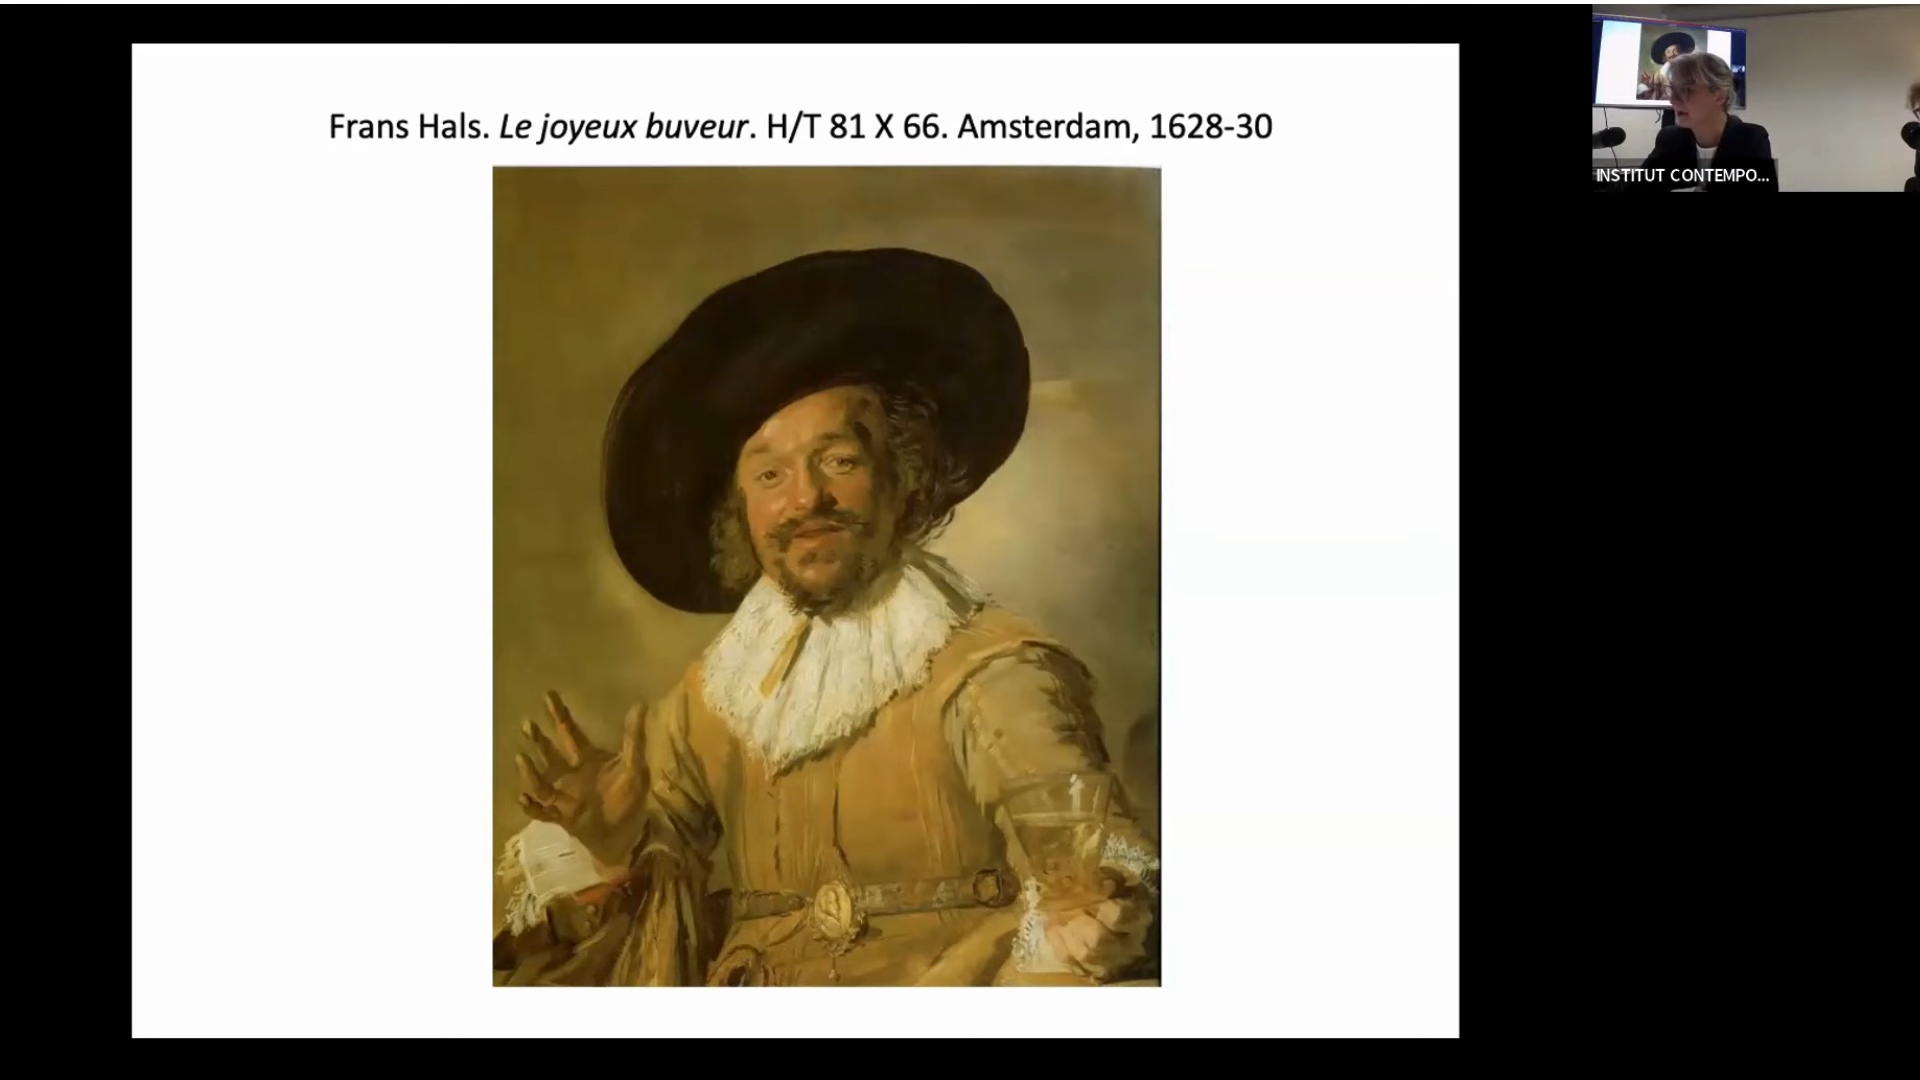 Frans Hals. Le joyeux buveur. H/T 81 X 66. Amsterdam, 1628-30
INSTITUT CONTEMPO...